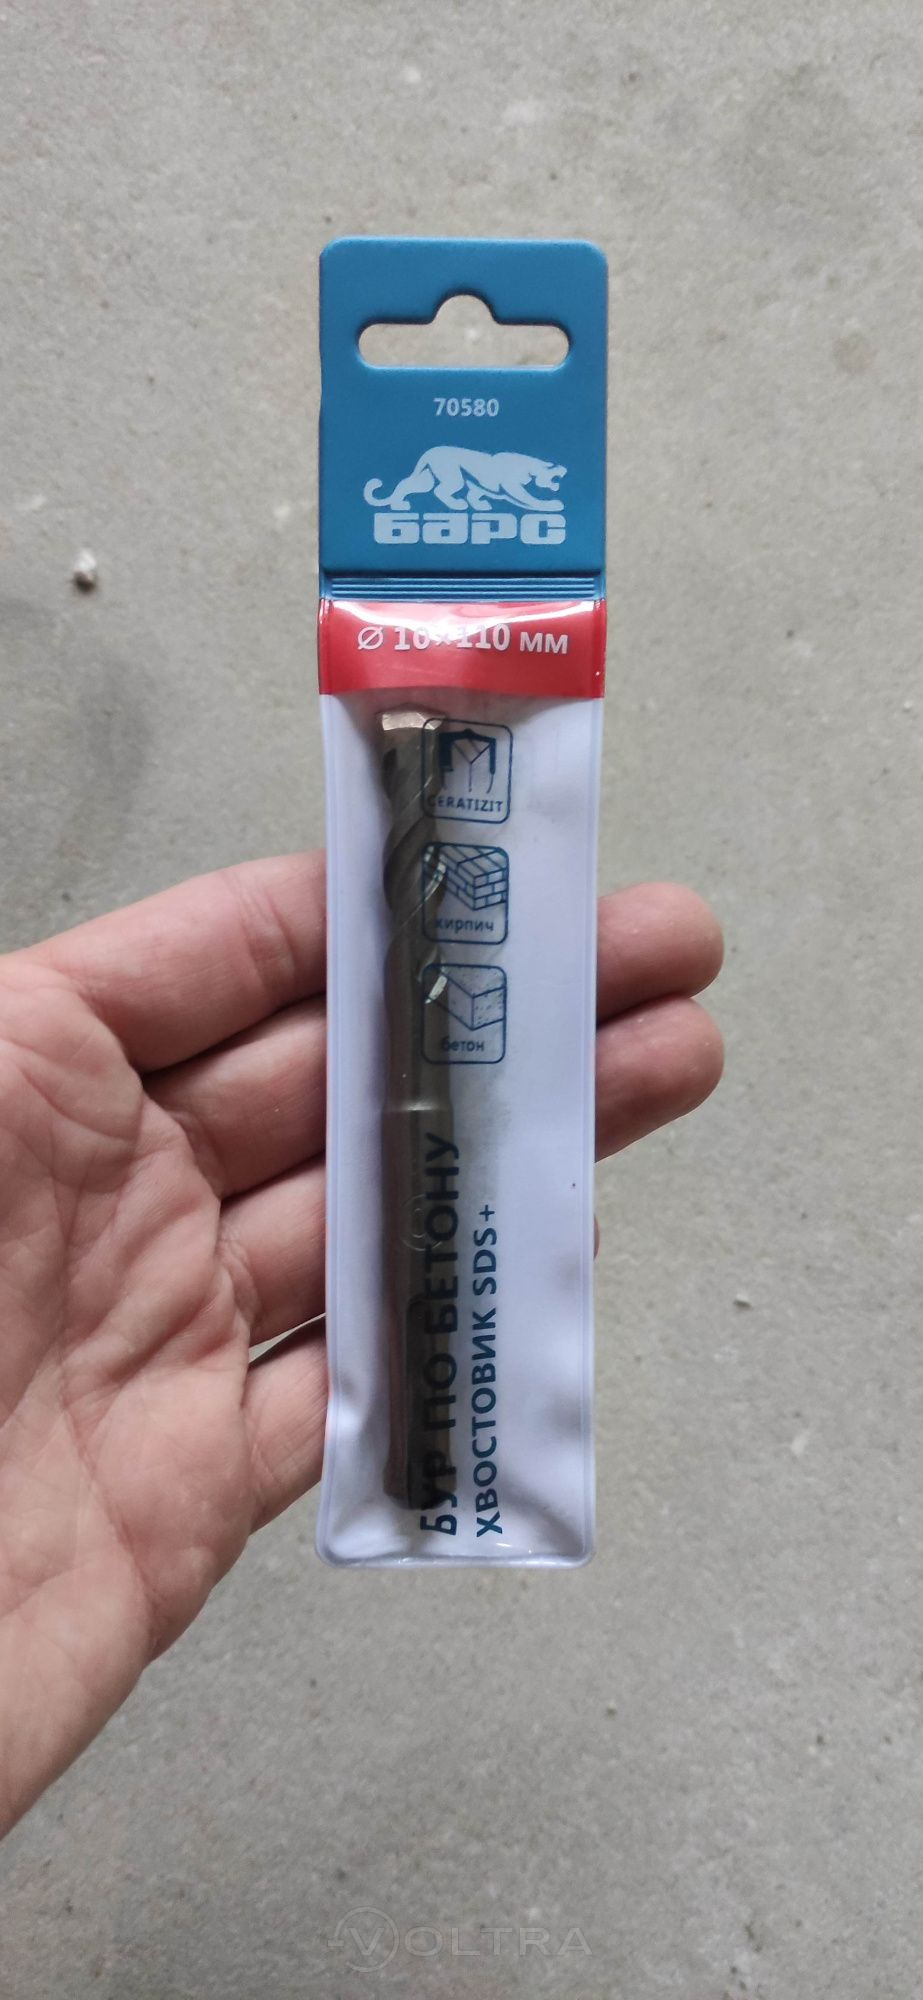 70580
Барс
Ø 10×110 мм
CERATIZIT
кирпич
бетон
БУР ПО БЕТОНУ
ХВОСТОВИК SDS+
VOLTRA